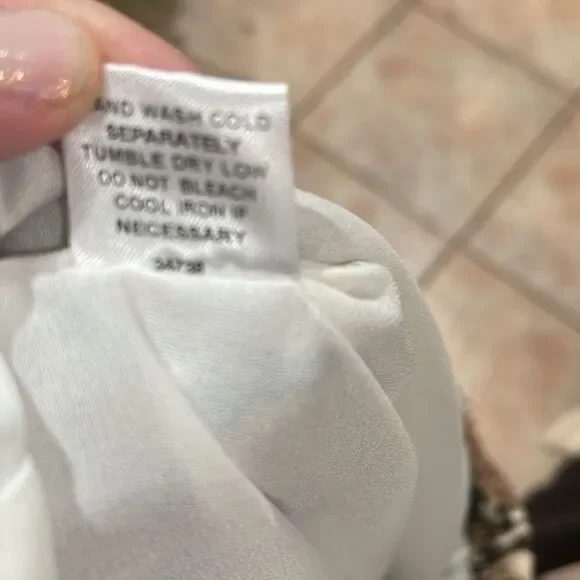 AND WASH COLD
SEPARATELY
TUMBLE DRY LOW
DO NOT BLEACH
COOL IRON IF
NECESSARY